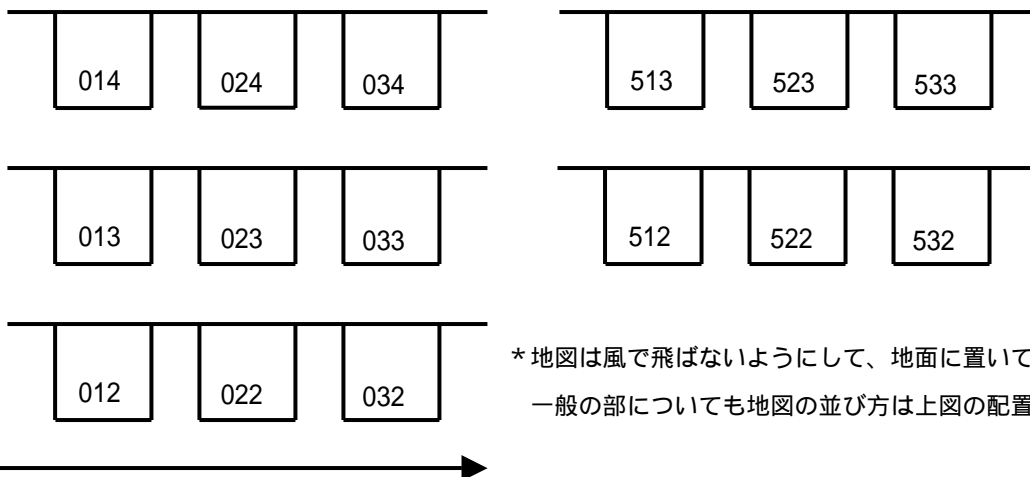 014 024 034 513 523 533
013 023 033 512 522 532
012 022 032
*地図は風で飛ばないようにして、地面に置いて
一般の部についても地図の並び方は上図の配置